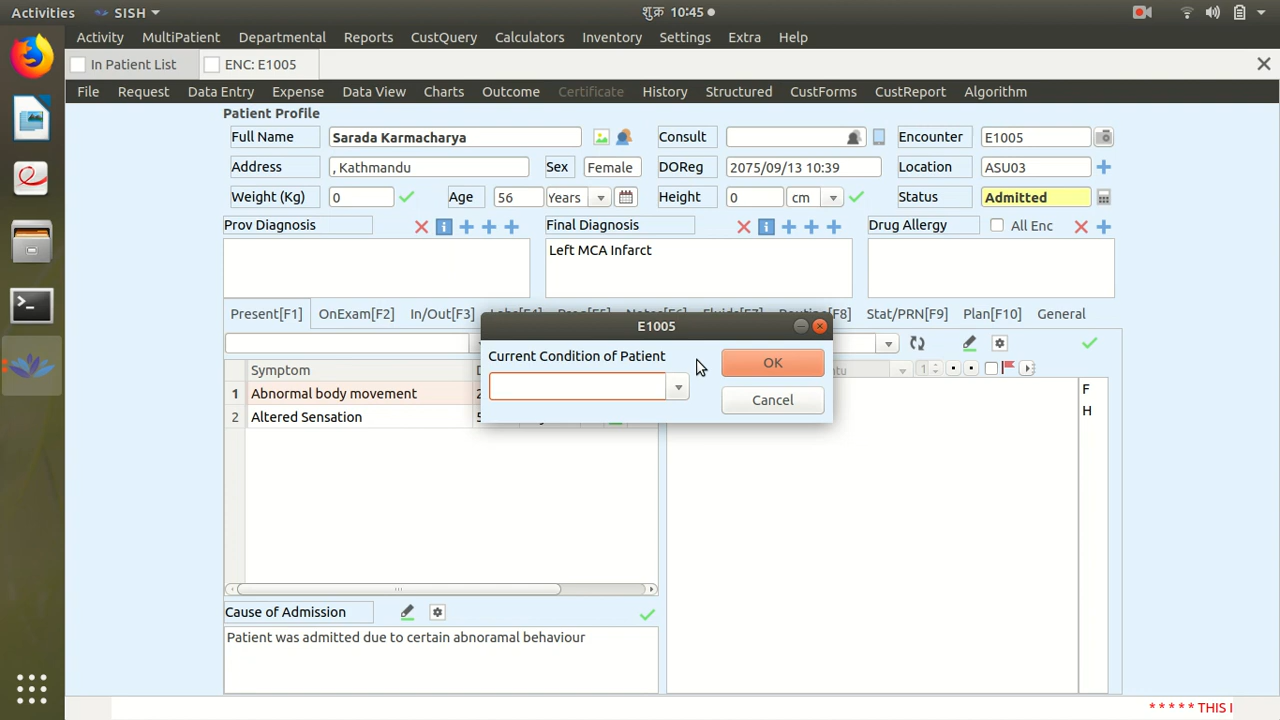 Activities SISH शुक्र 10:45
Activity MultiPatient Departmental Reports CustQuery Calculators Inventory Settings Extra Help
In Patient List ENC: E1005
File Request Data Entry Expense Data View Charts Outcome Certificate History Structured CustForms CustReport Algorithm
Patient Profile
Full Name Sarada Karmacharya Consult Encounter E1005
Address , Kathmandu Sex Female DOReg 2075/09/13 10:39 Location ASU03
Weight (Kg) 0 Age 56 Years Height 0 cm Status Admitted
Prov Diagnosis Final Diagnosis Drug Allergy All Enc
Left MCA Infarct
Present[F1] OnExam[F2] In/Out[F3] Stat/PRN[F9] Plan[F10] General
E1005
Current Condition of Patient OK
Cancel
Symptom
1 Abnormal body movement F
2 Altered Sensation H
Cause of Admission
Patient was admitted due to certain abnoramal behaviour
* * * * * THIS I